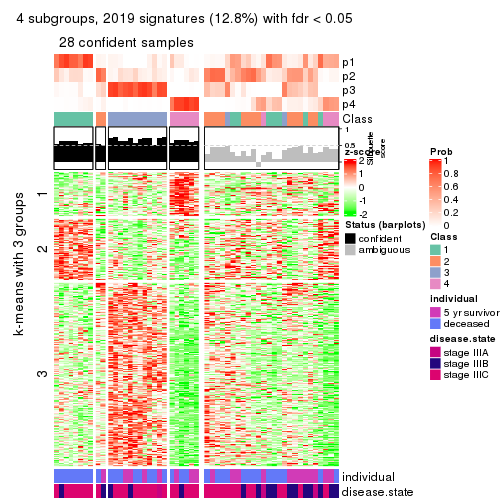 4 subgroups, 2019 signatures (12.8%) with fdr < 0.05
28 confident samples
p1
p2
p3
p4
Class
1
0.5
0
Silhouette
score
k-means with 3 groups
1
2
3
individual
disease.state
z-score
2
1
0
-1
-2
Status (barplots)
confident
ambiguous
Prob
1
0.8
0.6
0.4
0.2
0
Class
1
2
3
4
individual
5 yr survivor
deceased
disease.state
stage IIIA
stage IIIB
stage IIIC